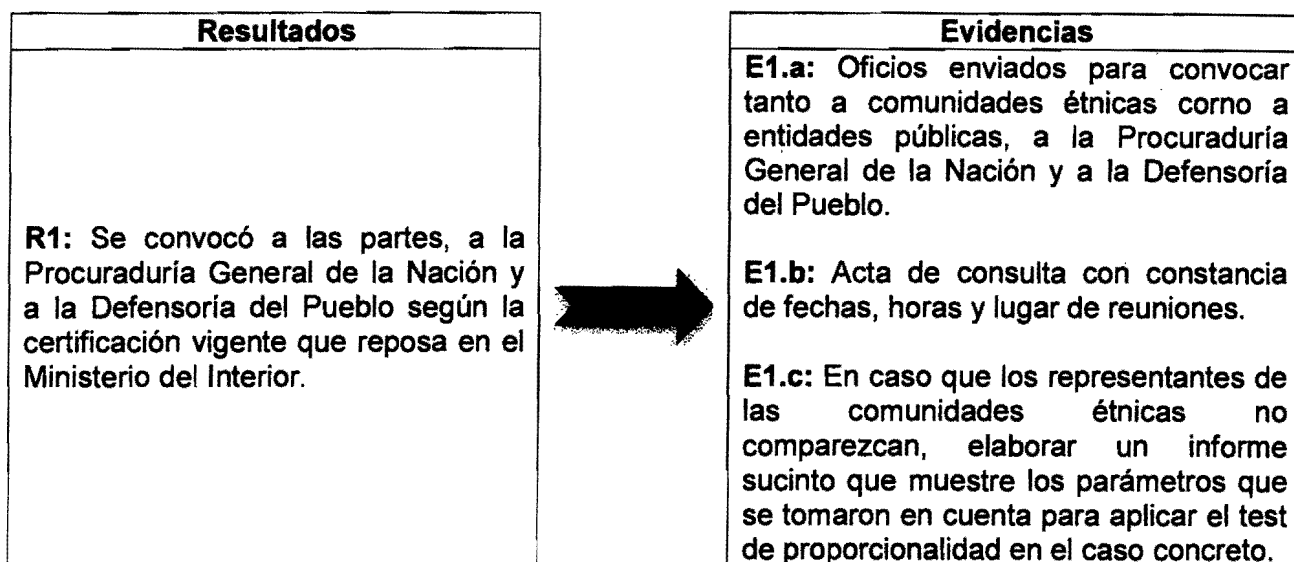 Resultados
R1: Se convocó a las partes, a la
Procuraduría General de la Nación y
a la Defensoría del Pueblo según la
certificación vigente que reposa en el
Ministerio del Interior.
Evidencias
E1.a: Oficios enviados para convocar
tanto a comunidades étnicas corno a
entidades públicas, a la Procuraduría
General de la Nación y a la Defensoría
del Pueblo.
E1.b: Acta de consulta con constancia
de fechas, horas y lugar de reuniones.
E1.c: En caso que los representantes de
las comunidades étnicas no
comparezcan, elaborar un informe
sucinto que muestre los parámetros que
se tomaron en cuenta para aplicar el test
de proporcionalidad en el caso concreto.